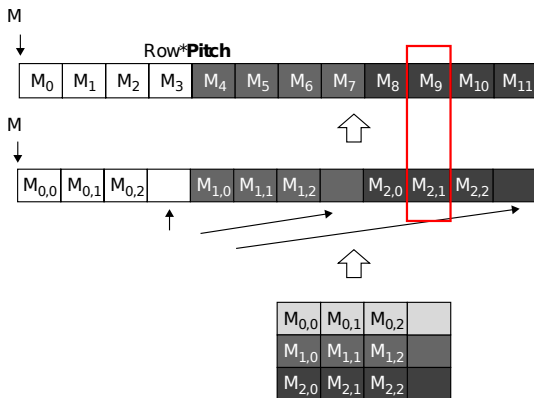 M
Row*Pitch
M0 M1 M2 M3 M4 M5 M6 M7 M8 M9 M10 M11
M
M0,0 M0,1 M0,2 M1,0 M1,1 M1,2 M2,0 M2,1 M2,2
M0,0 M0,1 M0,2
M1,0 M1,1 M1,2
M2,0 M2,1 M2,2